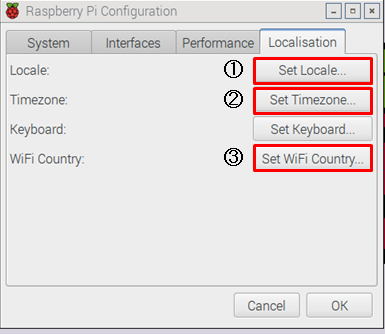 Raspberry Pi Configuration
System Interfaces Performance Localisation
Locale: ① Set Locale...
Timezone: ② Set Timezone...
Keyboard: Set Keyboard...
WiFi Country: ③ Set WiFi Country...
Cancel OK